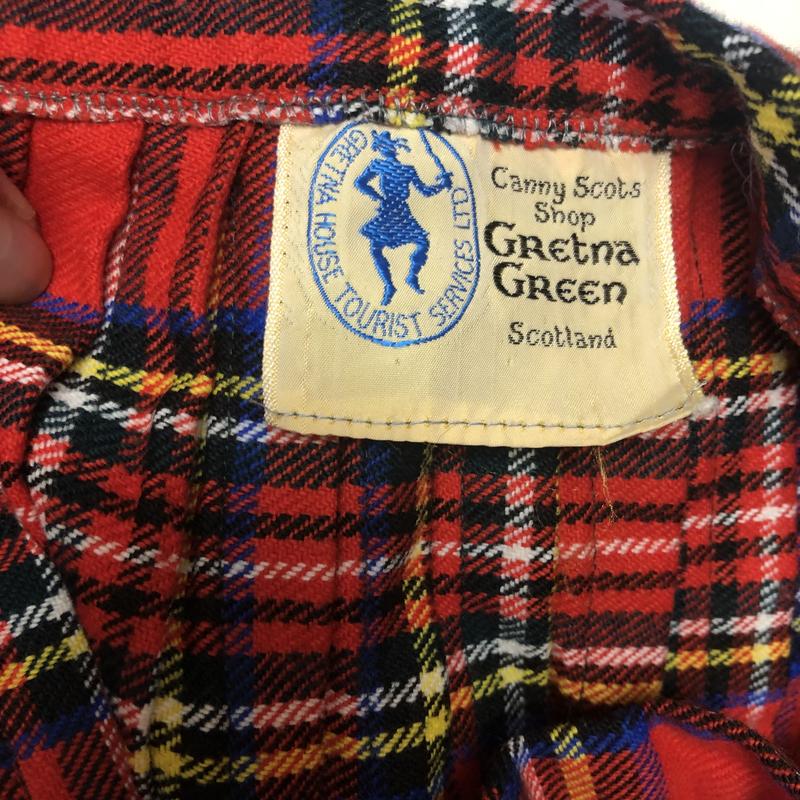 GRETNA HOUSE TOURIST SERVICES LTD
Canny Scots
Shop
Gretna
Green
Scotland